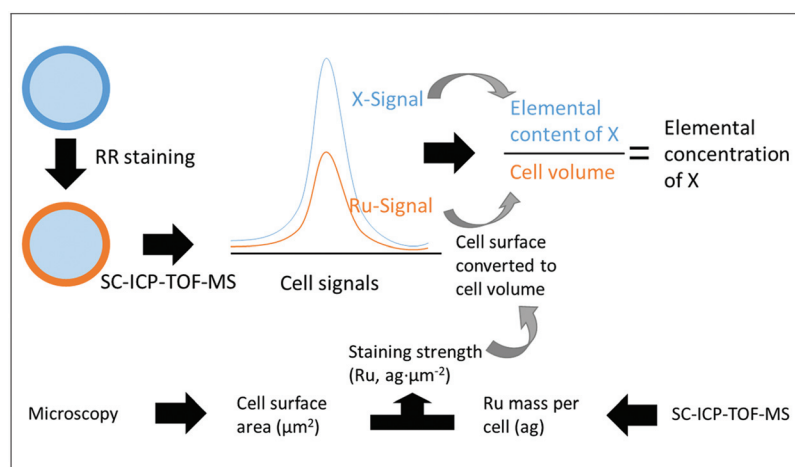 X-Signal
Elemental
content of X
Cell volume
=
Elemental
concentration
of X
RR staining
Ru-Signal
SC-ICP-TOF-MS
Cell signals
Cell surface
converted to
cell volume
Staining strength
(Ru, ag·µm⁻²)
Microscopy
Cell surface
area (µm²)
Ru mass per
cell (ag)
SC-ICP-TOF-MS